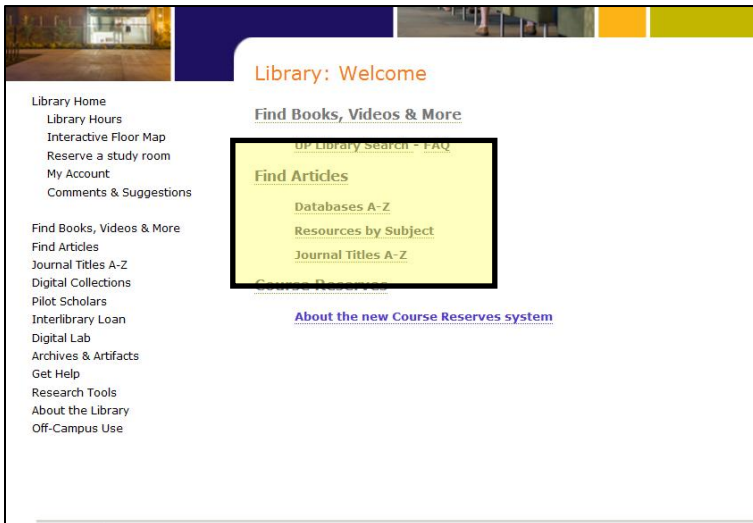 Library: Welcome
Library Home
Library Hours
Interactive Floor Map
Reserve a study room
My Account
Comments & Suggestions
Find Books, Videos & More
Find Articles
Journal Titles A-Z
Digital Collections
Pilot Scholars
Interlibrary Loan
Digital Lab
Archives & Artifacts
Get Help
Research Tools
About the Library
Off-Campus Use
Find Books, Videos & More
UP Library Search - FAQ
Find Articles
Databases A-Z
Resources by Subject
Journal Titles A-Z
Course Reserves
About the new Course Reserves system